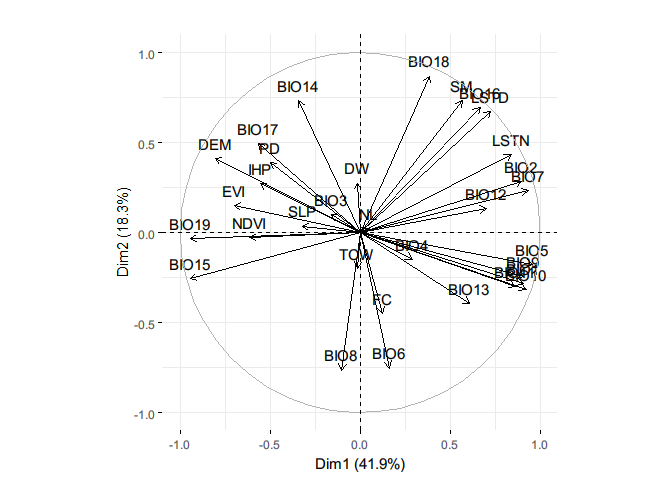 1.0
BIO18
BIO14
SM
BIO16
LSTD
0.5
BIO17
LSTN
DEM
PD
IHP
DW
BIO2
BIO7
EVI
BIO3
BIO12
SLP
NL
BIO19
NDVI
0.0
BIO4
TCW
BIO5
BIO15
BIO9
BIO10
BIO13
FC
-0.5
BIO8
BIO6
-1.0
-1.0 -0.5 0.0 0.5 1.0
Dim1 (41.9%)
Dim2 (18.3%)